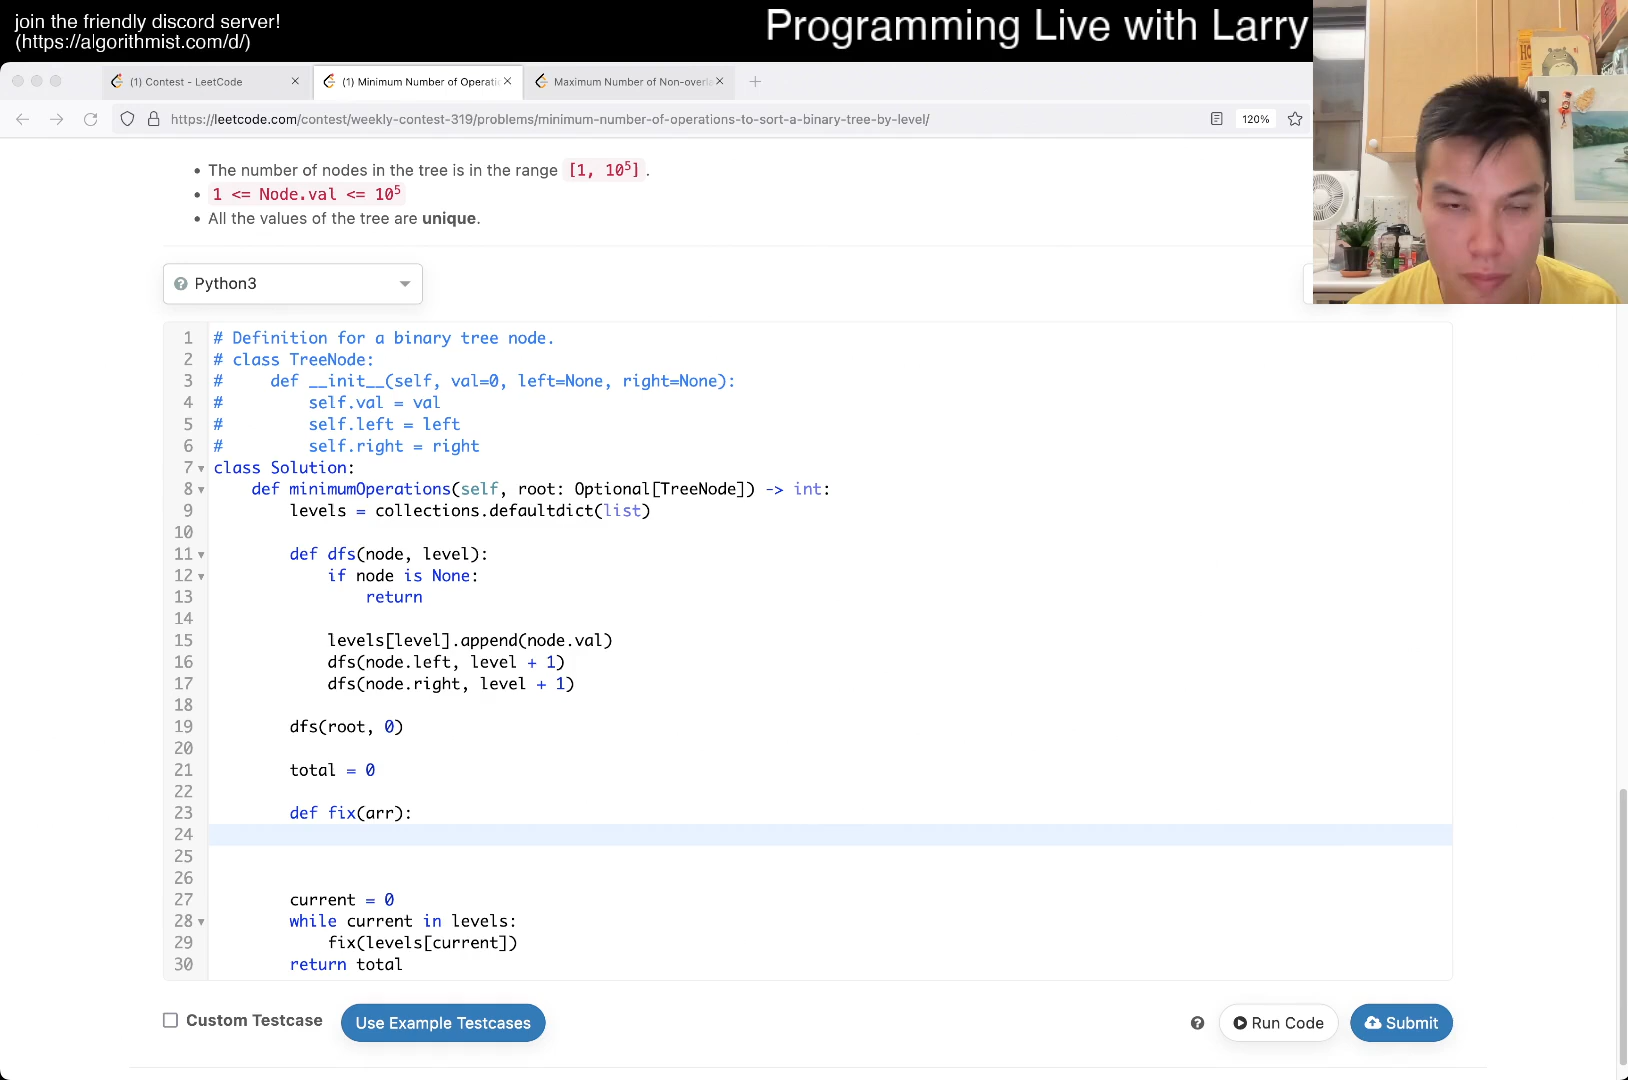 join the friendly discord server!
(https://algorithmist.com/d/)
Programming Live with Larry
(1) Contest - LeetCode
(1) Minimum Number of Operatio
Maximum Number of Non-overla
https://leetcode.com/contest/weekly-contest-319/problems/minimum-number-of-operations-to-sort-a-binary-tree-by-level/
120%
• The number of nodes in the tree is in the range [1, 10⁵] .
• 1 <= Node.val <= 10⁵
• All the values of the tree are unique.
Python3
1 # Definition for a binary tree node.
2 # class TreeNode:
3 #     def __init__(self, val=0, left=None, right=None):
4 #         self.val = val
5 #         self.left = left
6 #         self.right = right
7 class Solution:
8     def minimumOperations(self, root: Optional[TreeNode]) -> int:
9         levels = collections.defaultdict(list)
10
11         def dfs(node, level):
12             if node is None:
13                 return
14
15             levels[level].append(node.val)
16             dfs(node.left, level + 1)
17             dfs(node.right, level + 1)
18
19         dfs(root, 0)
20
21         total = 0
22
23         def fix(arr):
24
25
26
27         current = 0
28         while current in levels:
29             fix(levels[current])
30         return total
Custom Testcase
Use Example Testcases
Run Code
Submit